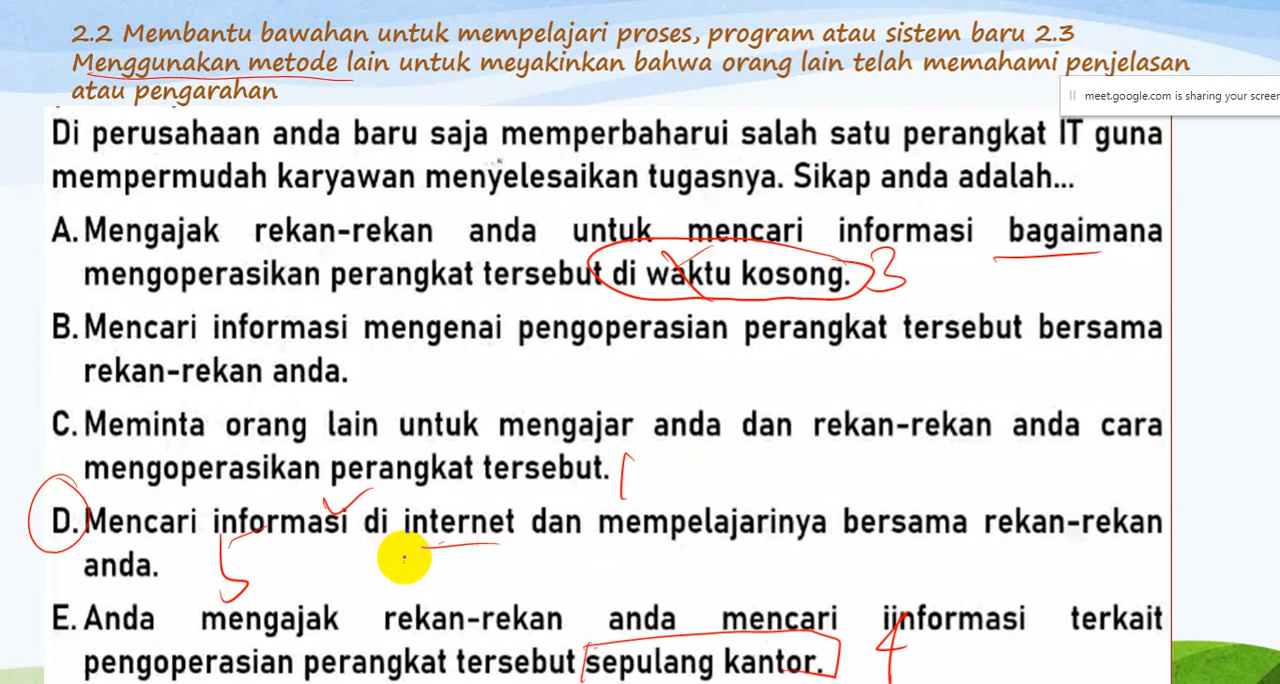 2.2 Membantu bawahan untuk mempelajari proses, program atau sistem baru 2.3
Menggunakan metode lain untuk meyakinkan bahwa orang lain telah memahami penjelasan
atau pengarahan
meet.google.com is sharing your screen
Di perusahaan anda baru saja memperbaharui salah satu perangkat IT guna
mempermudah karyawan menyelesaikan tugasnya. Sikap anda adalah...
A. Mengajak rekan-rekan anda untuk mencari informasi bagaimana
mengoperasikan perangkat tersebut di waktu kosong. 3
B. Mencari informasi mengenai pengoperasian perangkat tersebut bersama
rekan-rekan anda.
C. Meminta orang lain untuk mengajar anda dan rekan-rekan anda cara
mengoperasikan perangkat tersebut. 1
D. Mencari informasi di internet dan mempelajarinya bersama rekan-rekan
anda. 5
E. Anda mengajak rekan-rekan anda mencari iinformasi terkait
pengoperasian perangkat tersebut sepulang kantor. 4